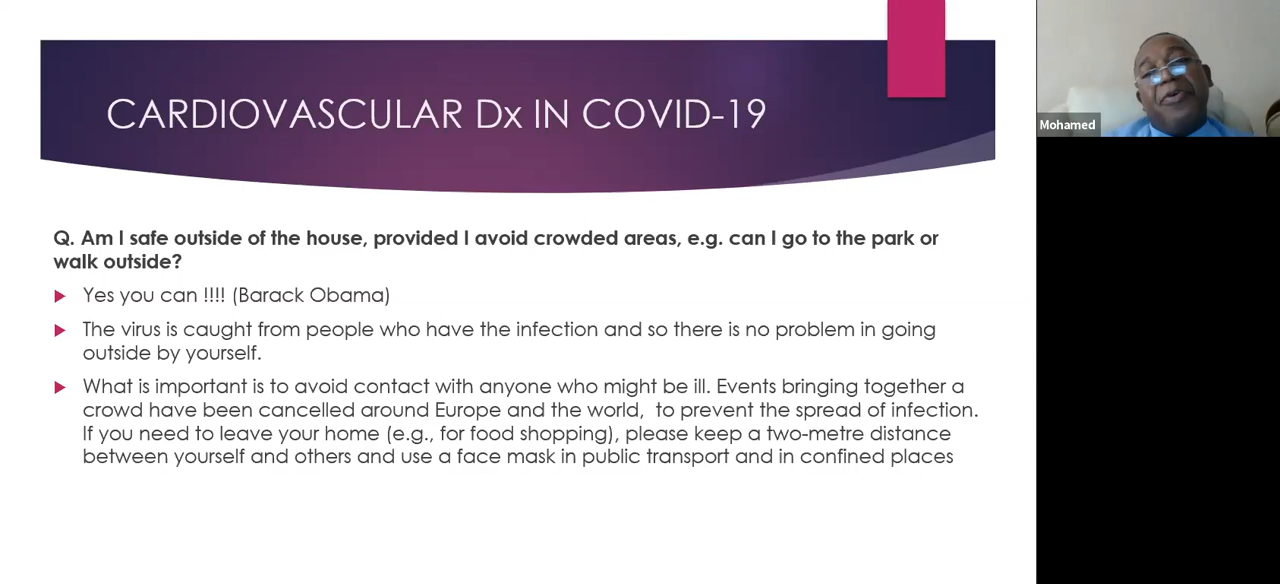 CARDIOVASCULAR Dx IN COVID-19
Mohamed
Q. Am I safe outside of the house, provided I avoid crowded areas, e.g. can I go to the park or
walk outside?
Yes you can !!!! (Barack Obama)
The virus is caught from people who have the infection and so there is no problem in going
outside by yourself.
What is important is to avoid contact with anyone who might be ill. Events bringing together a
crowd have been cancelled around Europe and the world,  to prevent the spread of infection.
If you need to leave your home (e.g., for food shopping), please keep a two-metre distance
between yourself and others and use a face mask in public transport and in confined places